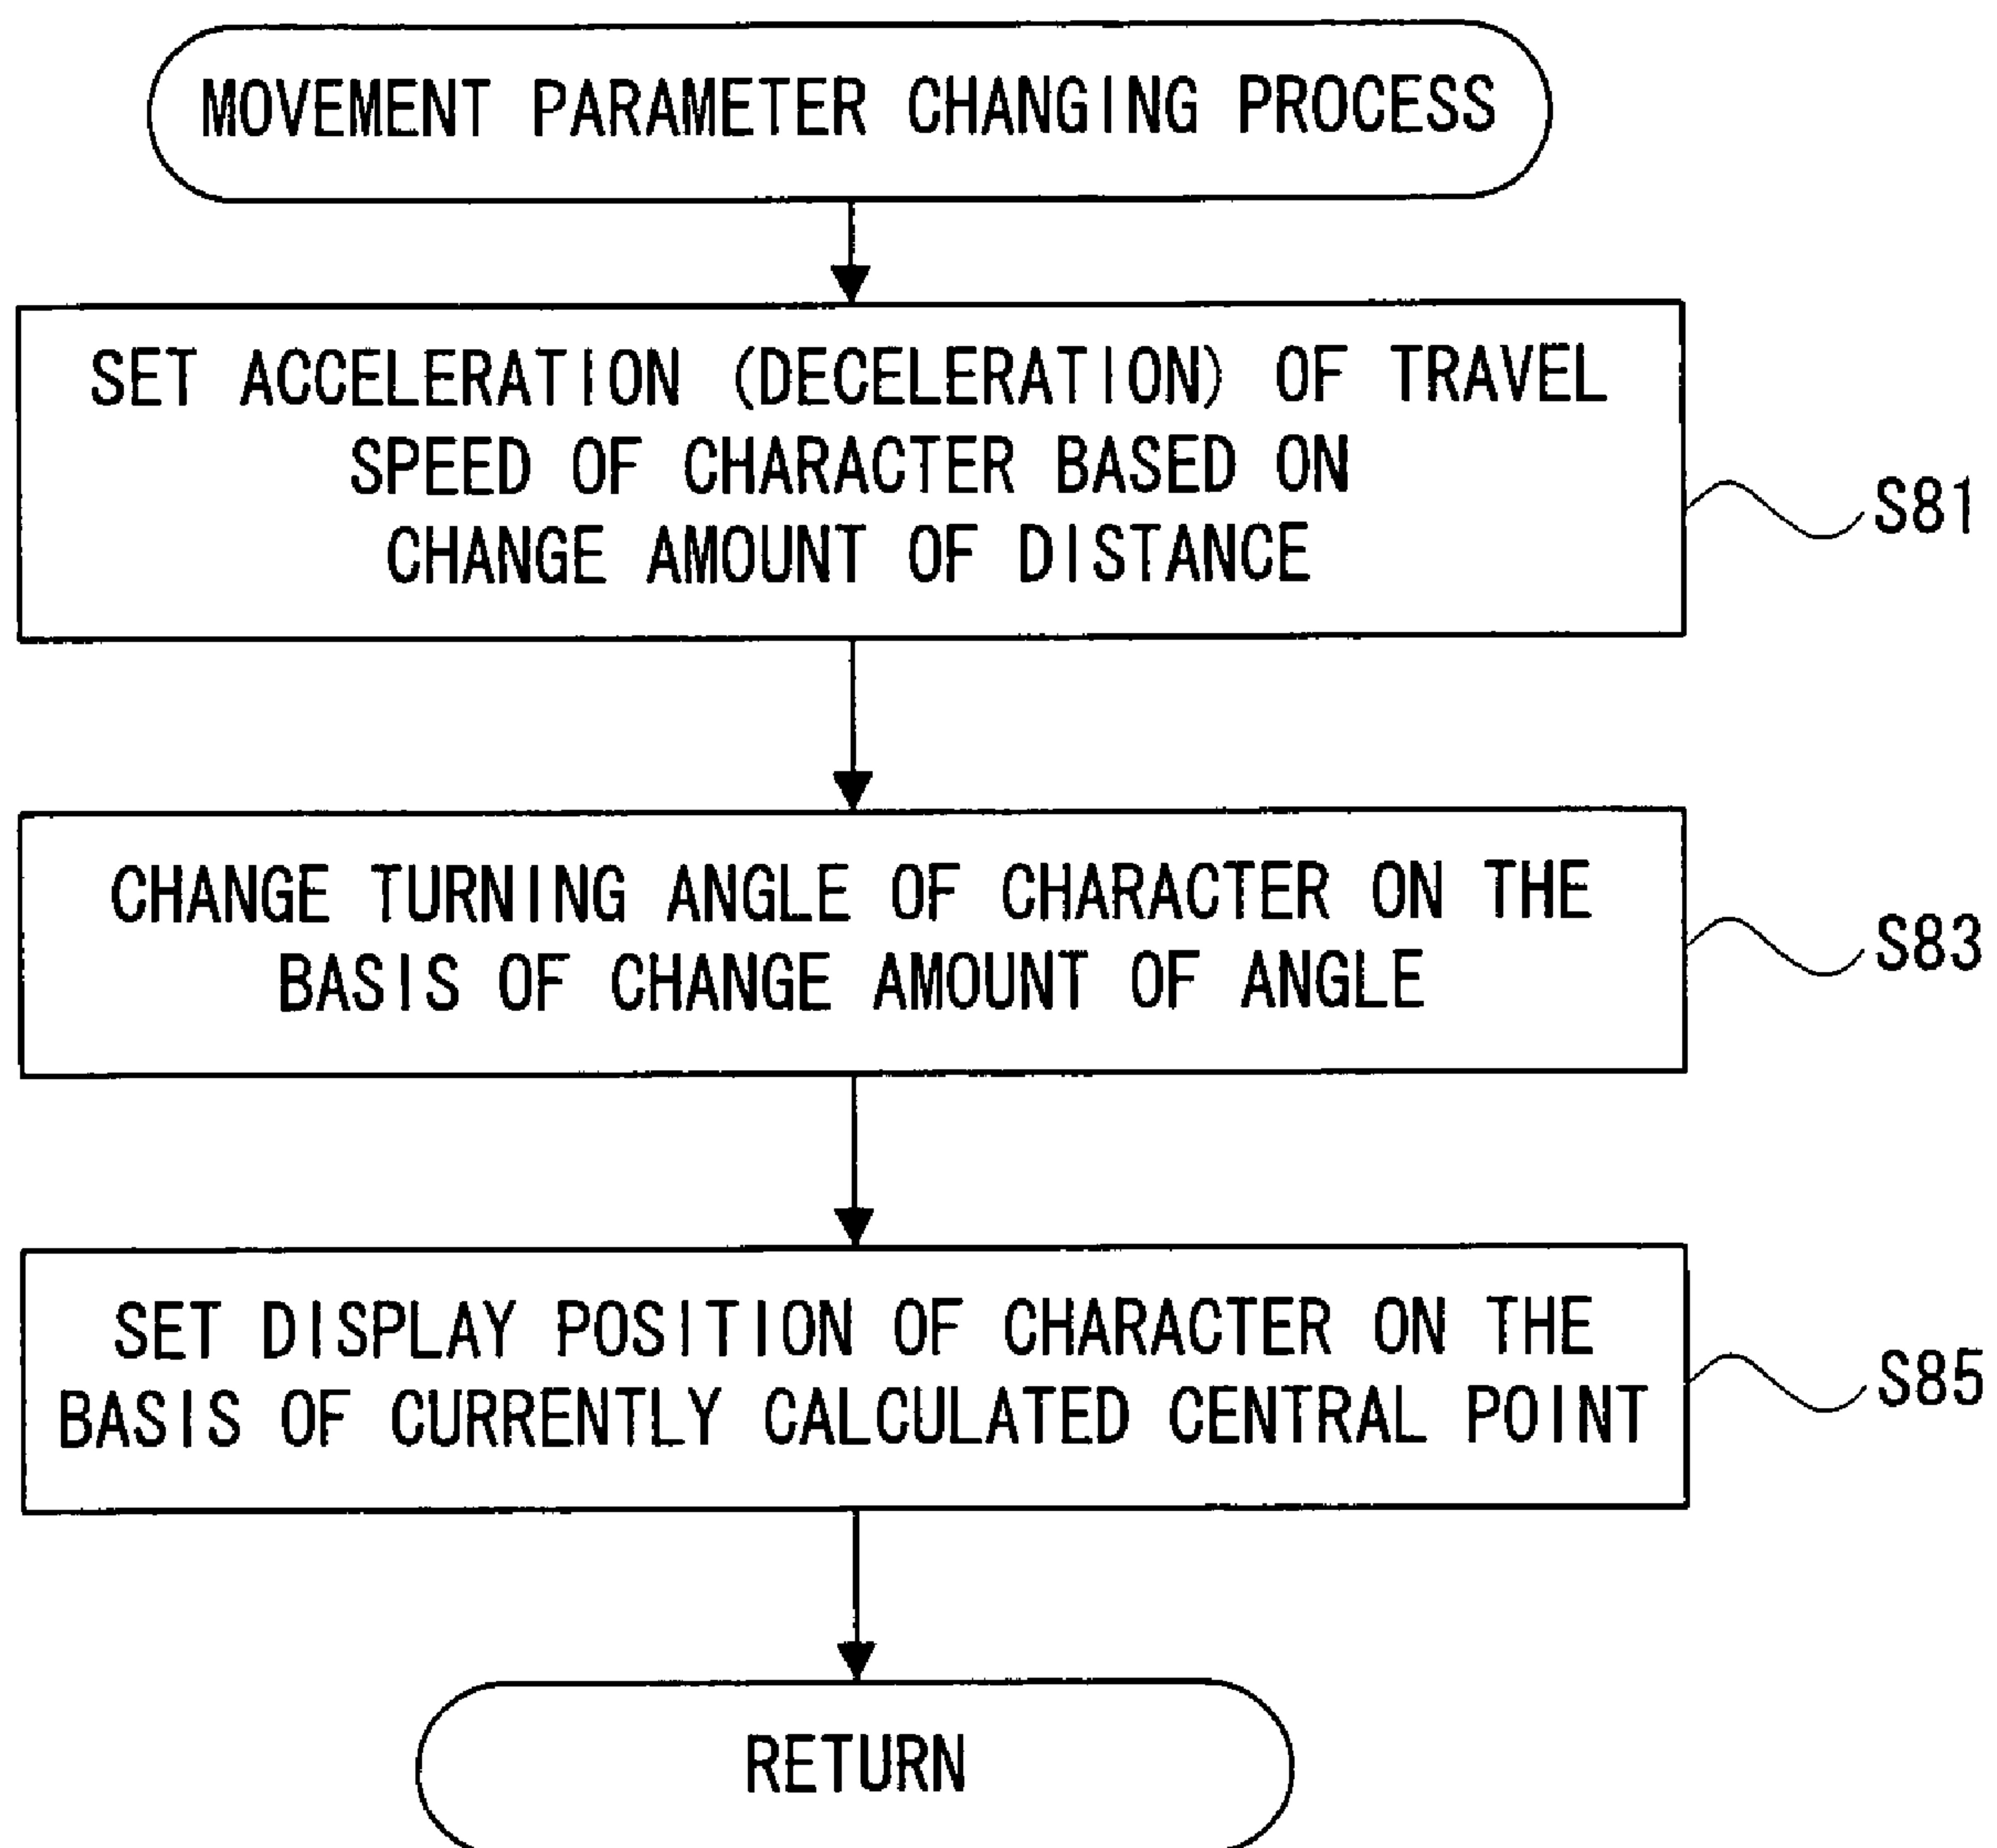 MOVEMENT PARAMETER CHANGING PROCESS
SET ACCELERATION (DECELERATION) OF TRAVEL
SPEED OF CHARACTER BASED ON
CHANGE AMOUNT OF DISTANCE
S81
CHANGE TURNING ANGLE OF CHARACTER ON THE
BASIS OF CHANGE AMOUNT OF ANGLE
S83
SET DISPLAY POSITION OF CHARACTER ON THE
BASIS OF CURRENTLY CALCULATED CENTRAL POINT
S85
RETURN